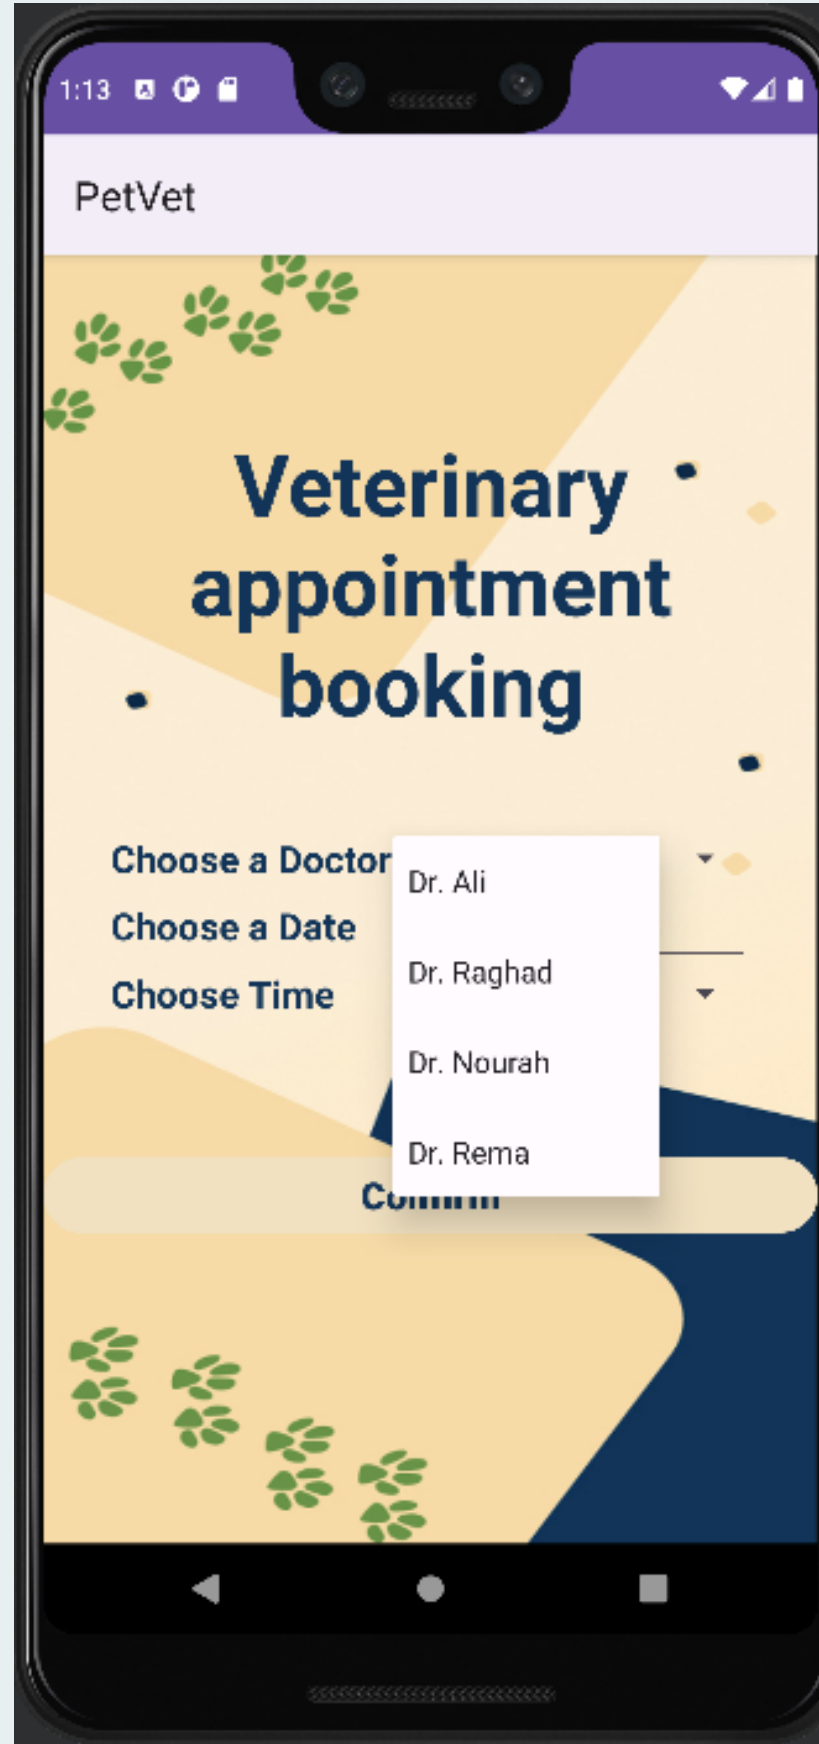 1:13
PetVet
Veterinary
appointment
booking
Choose a Doctor
Dr. Ali
Choose a Date
Dr. Raghad
Choose Time
Dr. Nourah
Dr. Rema
Confirm